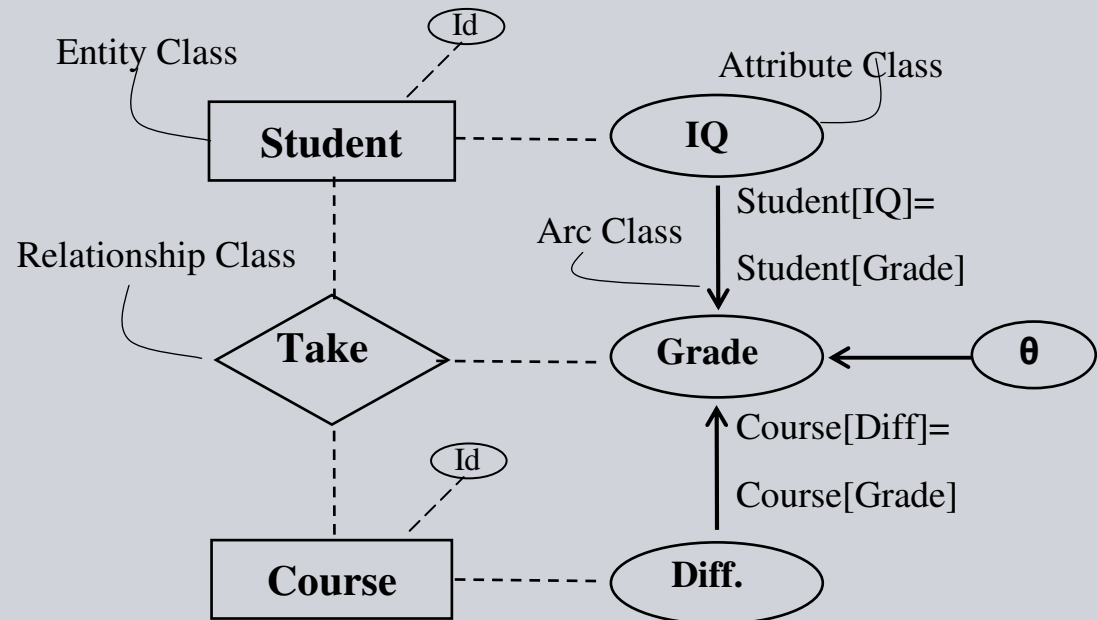 Id
Entity Class
Attribute Class
Student
IQ
Student[IQ]=
Arc Class
Relationship Class
Student[Grade]
Take
Grade
θ
Course[Diff]=
Id
Course[Grade]
Course
Diff.